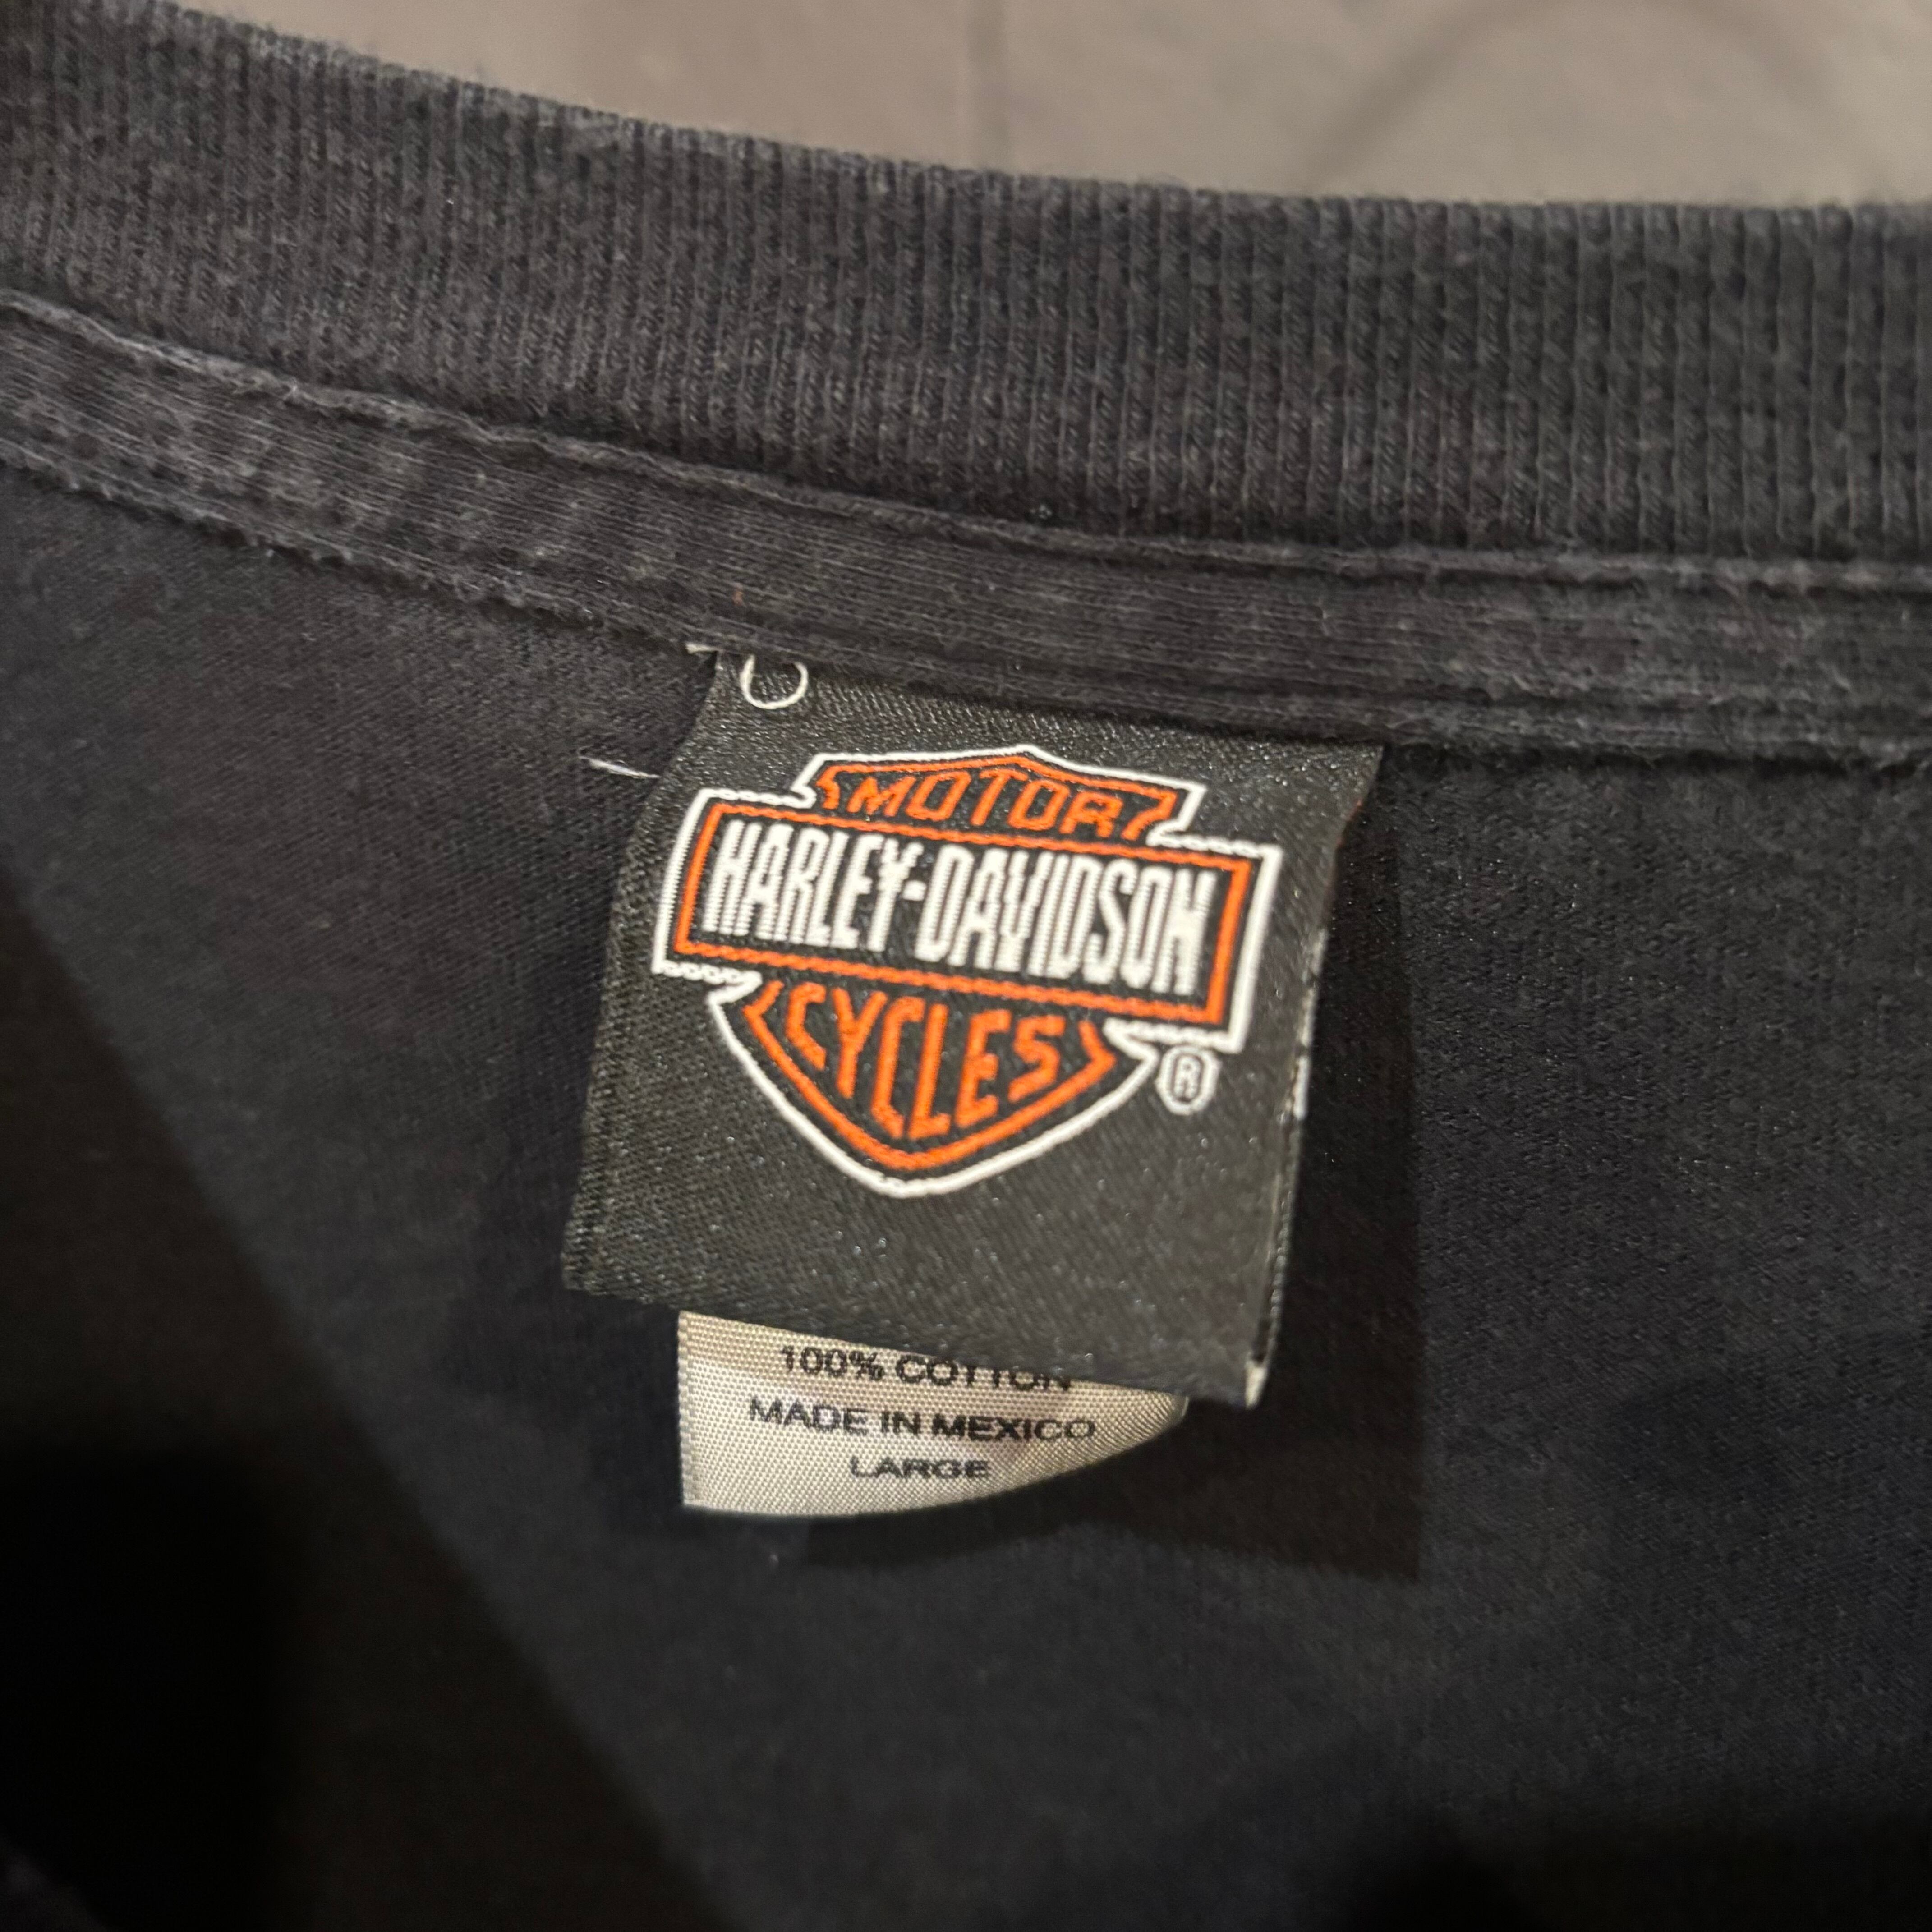 MOTOR
HARLEY-DAVIDSON
CYCLES
®
100% COTTON
MADE IN MEXICO
LARGE